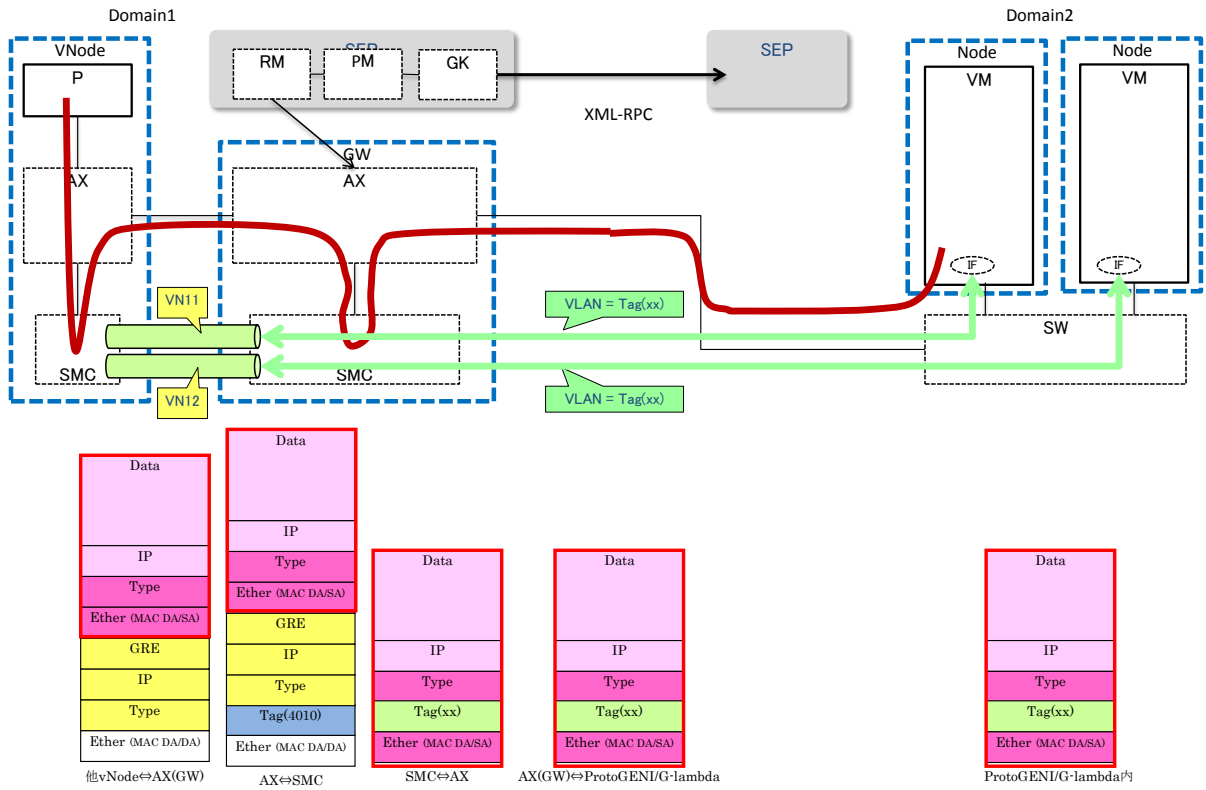 Domain1
Domain2
VNode
P
SEP
RM
PM
GK
SEP
XML-RPC
Node
VM
Node
VM
AX
GW
AX
IF
IF
VN11
VLAN = Tag(xx)
SW
SMC
SMC
VN12
VLAN = Tag(xx)
Data
IP
Type
Ether (MAC DA/SA)
GRE
IP
Type
Ether (MAC DA/DA)
他vNode⇔AX(GW)
Data
IP
Type
Ether (MAC DA/SA)
GRE
IP
Type
Tag(4010)
Ether (MAC DA/DA)
AX⇔SMC
Data
IP
Type
Tag(xx)
Ether (MAC DA/SA)
SMC⇔AX
Data
IP
Type
Tag(xx)
Ether (MAC DA/SA)
AX(GW)⇔ProtoGENI/G-lambda
Data
IP
Type
Tag(xx)
Ether (MAC DA/SA)
ProtoGENI/G-lambda内